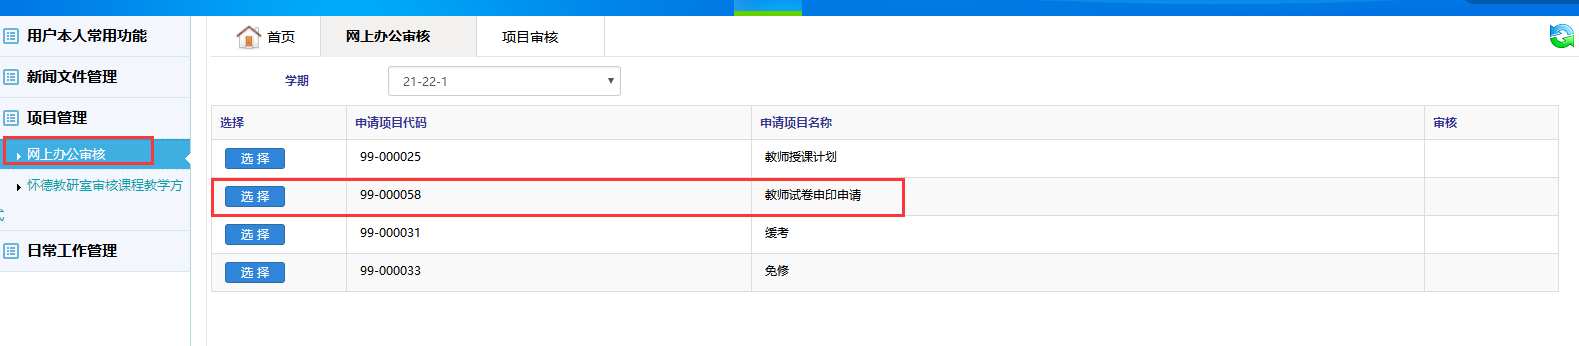 用户本人常用功能
新闻文件管理
项目管理
网上办公审核
怀德教研室审核课程教学方
式
日常工作管理
首页
网上办公审核
项目审核
学期
21-22-1
选择
申请项目代码
申请项目名称
审核
选 择
99-000025
教师授课计划
选 择
99-000058
教师试卷申印申请
选 择
99-000031
缓考
选 择
99-000033
免修